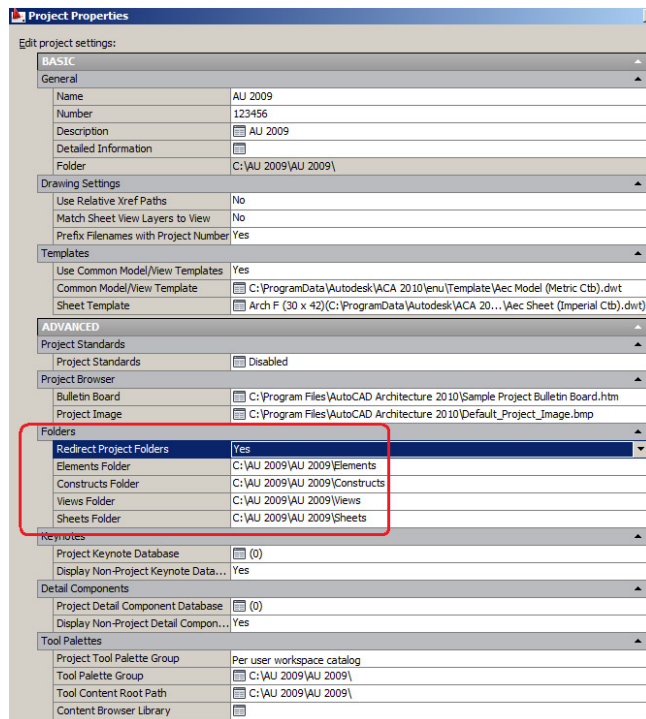 Project Properties
Edit project settings:
BASIC
General
Name AU 2009
Number 123456
Description AU 2009
Detailed Information
Folder C:\AU 2009\AU 2009\
Drawing Settings
Use Relative Xref Paths No
Match Sheet View Layers to View No
Prefix Filenames with Project Number Yes
Templates
Use Common Model/View Templates Yes
Common Model/View Template C:\ProgramData\Autodesk\ACA 2010\enu\Template\Aec Model (Metric Ctb).dwt
Sheet Template Arch F (30 x 42)(C:\ProgramData\Autodesk\ACA 20...\Aec Sheet (Imperial Ctb).dwt)
ADVANCED
Project Standards
Project Standards Disabled
Project Browser
Bulletin Board C:\Program Files\AutoCAD Architecture 2010\Sample Project Bulletin Board.htm
Project Image C:\Program Files\AutoCAD Architecture 2010\Default_Project_Image.bmp
Folders
Redirect Project Folders Yes
Elements Folder C:\AU 2009\AU 2009\Elements
Constructs Folder C:\AU 2009\AU 2009\Constructs
Views Folder C:\AU 2009\AU 2009\Views
Sheets Folder C:\AU 2009\AU 2009\Sheets
Keynotes
Project Keynote Database (0)
Display Non-Project Keynote Data... Yes
Detail Components
Project Detail Component Database (0)
Display Non-Project Detail Compon... Yes
Tool Palettes
Project Tool Palette Group Per user workspace catalog
Tool Palette Group C:\AU 2009\AU 2009\
Tool Content Root Path C:\AU 2009\AU 2009\
Content Browser Library